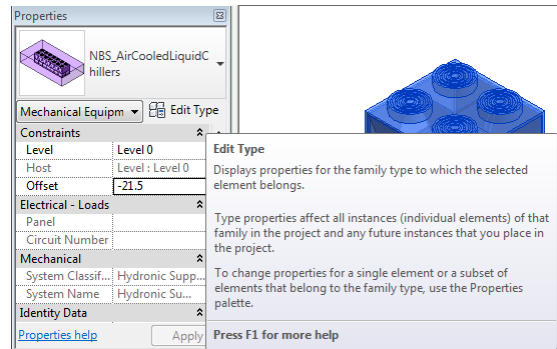 Properties
NBS_AirCooledLiquidC
hillers
Mechanical Equipm
Edit Type
Constraints
Level Level 0
Host Level : Level 0
Offset -21.5
Electrical - Loads
Panel
Circuit Number
Mechanical
System Classif... Hydronic Supp...
System Name Hydronic Su...
Identity Data
Properties help
Apply
Edit Type
Displays properties for the family type to which the selected
element belongs.
Type properties affect all instances (individual elements) of that
family in the project and any future instances that you place in
the project.
To change properties for a single element or a subset of
elements that belong to the family type, use the Properties
palette.
Press F1 for more help